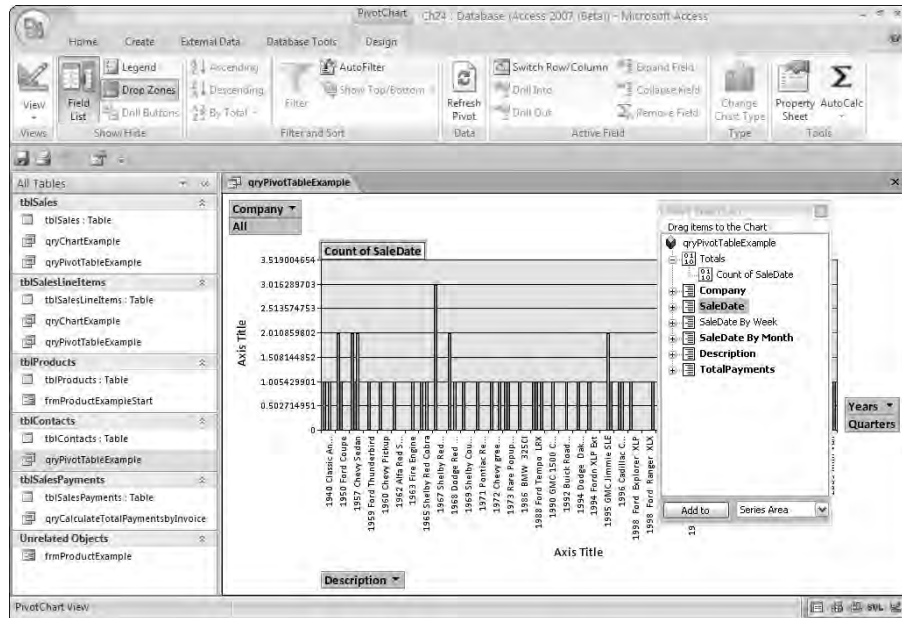 PivotChart Ch24 : Database (Access 2007 (Beta)) - Microsoft Access
Home Create External Data Database Tools Design
View
Views
Field List
Legend
Drop Zones
Drill Buttons
Show/Hide
Ascending
Descending
By Total
Filter
AutoFilter
Show Top/Bottom
Filter and Sort
Refresh Pivot
Data
Switch Row/Column
Drill Into
Drill Out
Expand Field
Collapse Field
Remove Field
Active Field
Change Chart Type
Type
Property Sheet
AutoCalc
Tools
All Tables
tblSales
tblSales : Table
qryChartExample
qryPivotTableExample
tblSalesLineItems
tblSalesLineItems : Table
qryChartExample
qryPivotTableExample
tblProducts
tblProducts : Table
frmProductExampleStart
tblContacts
tblContacts : Table
qryPivotTableExample
tblSalesPayments
tblSalesPayments : Table
qryCalculateTotalPaymentsbyInvoice
Unrelated Objects
frmProductExample
qryPivotTableExample
Company
All
Count of SaleDate
3.519004654
3.016289703
2.513574753
2.010859802
1.508144852
1.005429901
0.502714951
0
Axis Title
1940 Classic An...
1950 Ford Coupe
1957 Chevy Sedan
1959 Ford Thunderbird
1960 Chevy Pickup
1962 Alfa Red S...
1963 Fire Engine
1965 Shelby Red Cobra
1967 Shelby Red ...
1968 Dodge Red ...
1969 Shelby Cou...
1971 Pontiac Re...
1972 Chevy gree...
1973 Rare Popup...
1986 BMW 325CI
1988 Ford Tempo LRX
1990 GMC 1500 C...
1992 Buick Road...
1994 Dodge Dak...
1994 Ford XLP Ext
1995 GMC Jimmie SLE
1996 Cadillac C...
1998 Ford Explorer XLP
1998 Ford Ranger XLX
19
Axis Title
Description
Years
Quarters
Drag items to the Chart
qryPivotTableExample
Totals
Count of SaleDate
Company
SaleDate
SaleDate By Week
SaleDate By Month
Description
TotalPayments
Add to
Series Area
PivotChart View
SQL